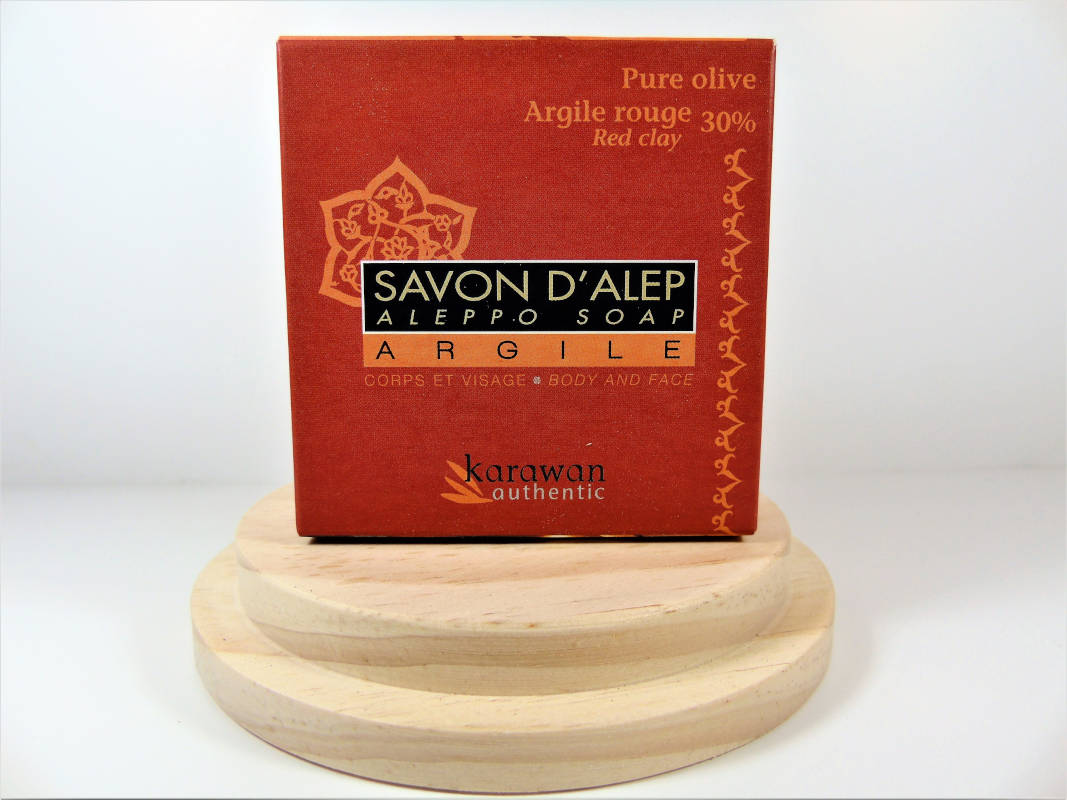 Pure olive
Argile rouge 30%
Red clay
SAVON D'ALEP
ALEPPO SOAP
ARGILE
CORPS ET VISAGE • BODY AND FACE
karawan
authentic